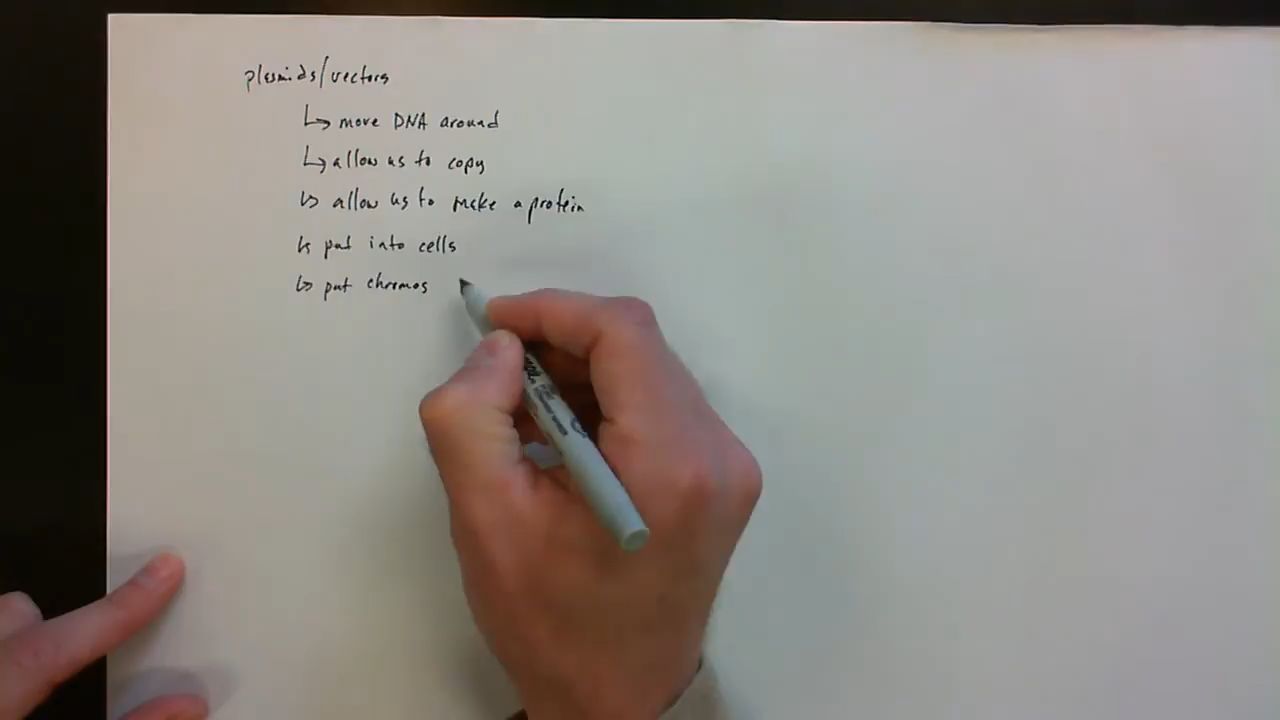 plasmids/vectors
↳ move DNA around
↳ allow us to copy
↳ allow us to make a protein
↳ put into cells
↳ put chromos